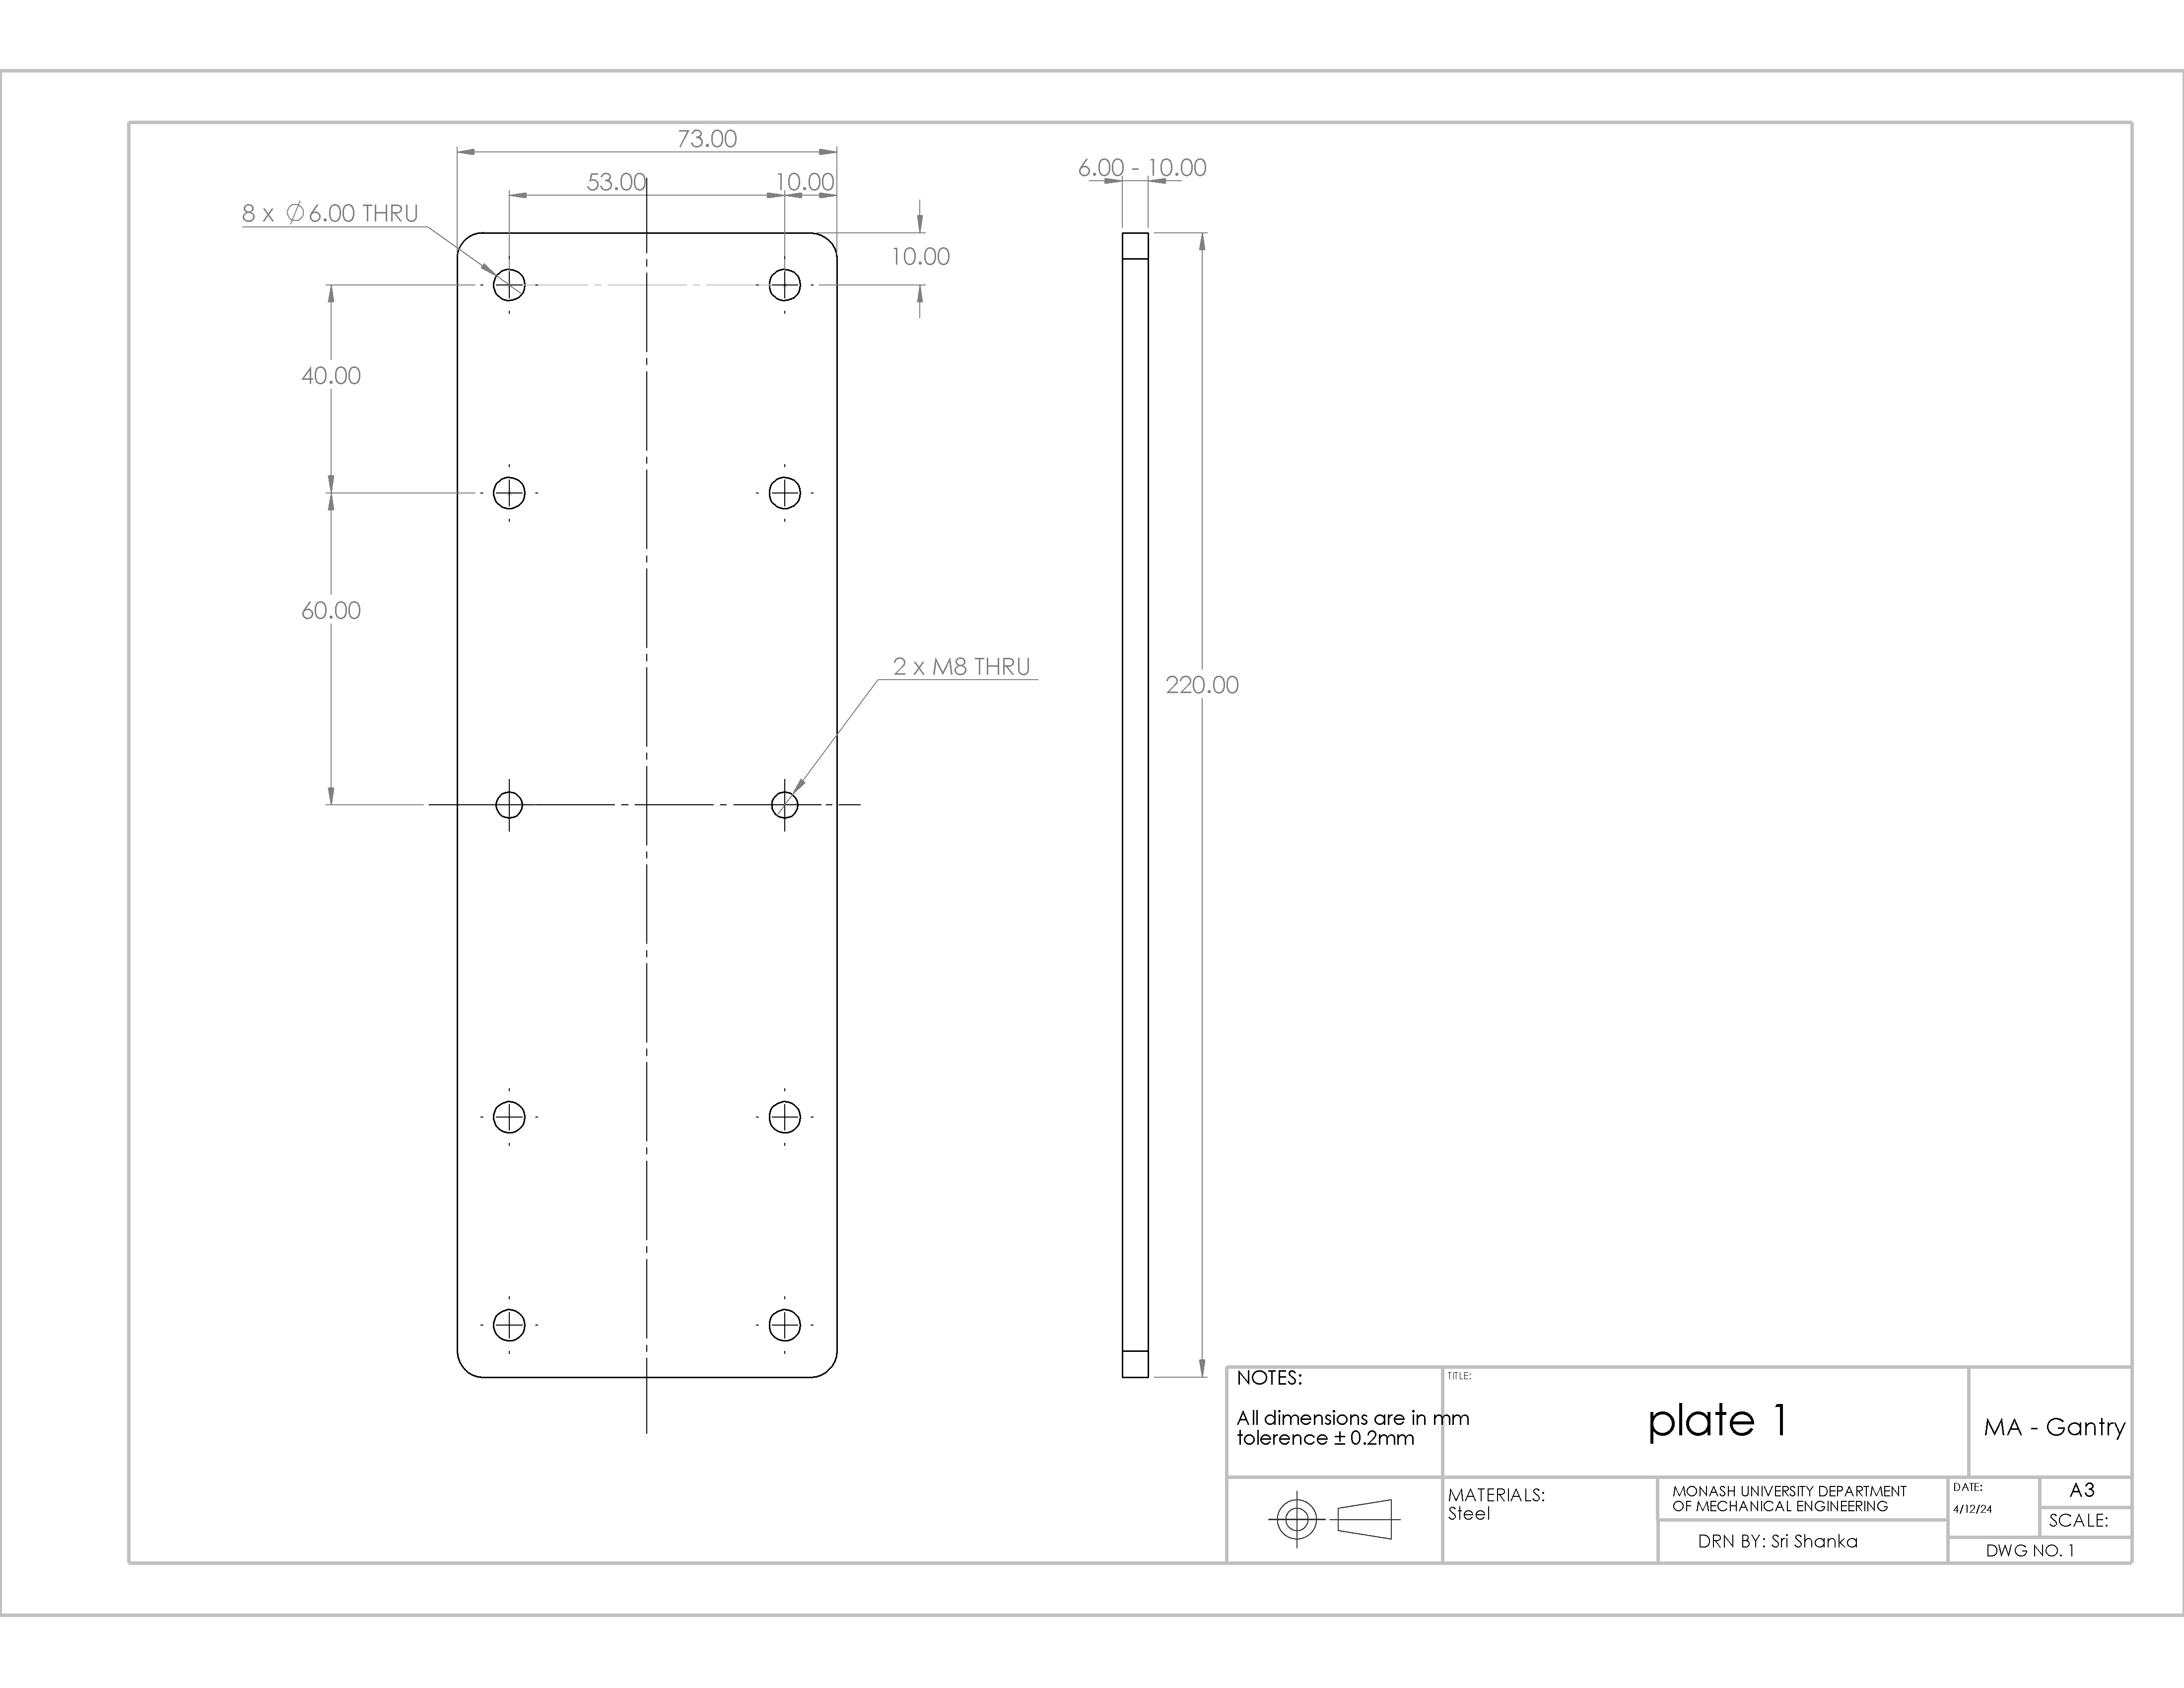 73.00
6.00 - 10.00
53.00
10.00
8 x ∅6.00 THRU
10.00
40.00
60.00
2 x M8 THRU
220.00
NOTES:
All dimensions are in mm
tolerence ± 0.2mm
TITLE:
plate 1
MA - Gantry
MATERIALS:
Steel
MONASH UNIVERSITY DEPARTMENT
OF MECHANICAL ENGINEERING
DRN BY: Sri Shanka
DATE:
4/12/24
A3
SCALE:
DWG NO. 1